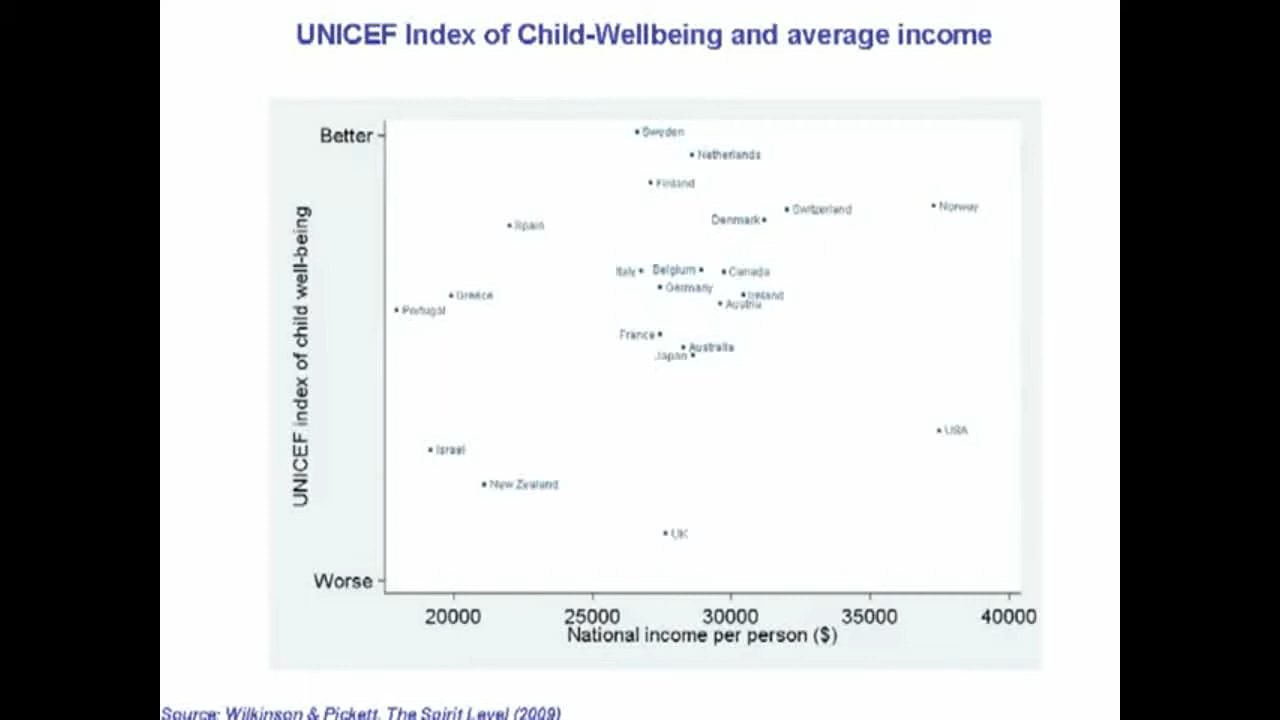 UNICEF Index of Child-Wellbeing and average income
Better
Sweden
Netherlands
Finland
Switzerland
Norway
Denmark
Spain
Italy
Belgium
Canada
Germany
Greece
Ireland
Austria
Portugal
France
Australia
Japan
USA
Israel
New Zealand
UK
Worse
UNICEF index of child well-being
20000 25000 30000 35000 40000
National income per person ($)
Source: Wilkinson & Pickett, The Spirit Level (2009)